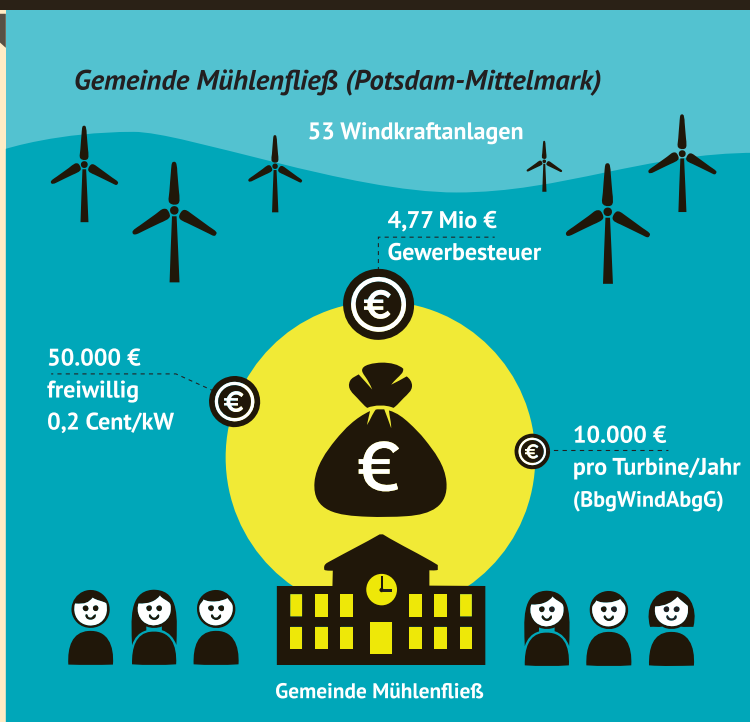 Gemeinde Mühlenfließ (Potsdam-Mittelmark)
53 Windkraftanlagen
4,77 Mio €
Gewerbesteuer
€
50.000 €
freiwillig
0,2 Cent/kW
€
€
10.000 €
pro Turbine/Jahr
(BbgWindAbgG)
€
Gemeinde Mühlenfließ